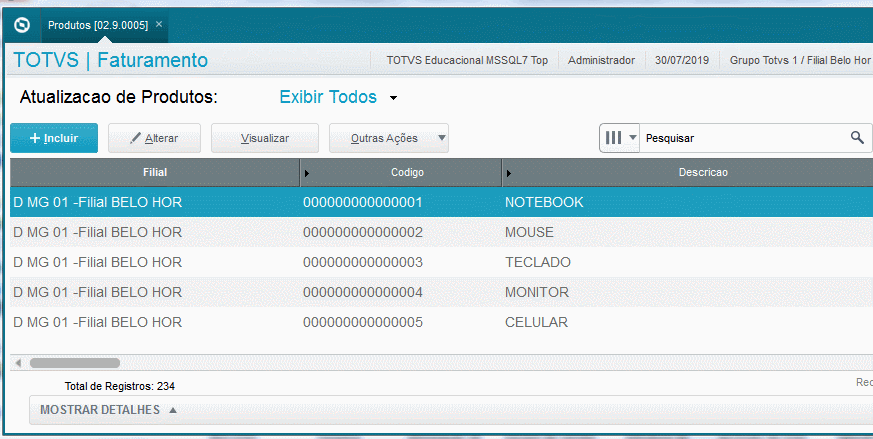 Produtos [02.9.0005] ×
TOTVS | Faturamento
TOTVS Educacional MSSQL7 Top Administrador 30/07/2019 Grupo Totvs 1 / Filial Belo Hor
Atualizacao de Produtos: Exibir Todos
+ Incluir Alterar Visualizar Outras Ações Pesquisar
Filial Codigo Descricao
D MG 01 -Filial BELO HOR 000000000000001 NOTEBOOK
D MG 01 -Filial BELO HOR 000000000000002 MOUSE
D MG 01 -Filial BELO HOR 000000000000003 TECLADO
D MG 01 -Filial BELO HOR 000000000000004 MONITOR
D MG 01 -Filial BELO HOR 000000000000005 CELULAR
Total de Registros: 234 Rec
MOSTRAR DETALHES